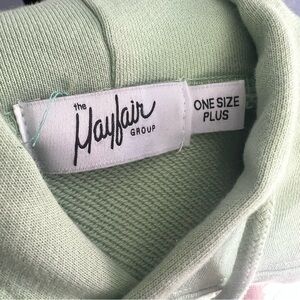 the
Mayfair
GROUP
ONE SIZE
PLUS